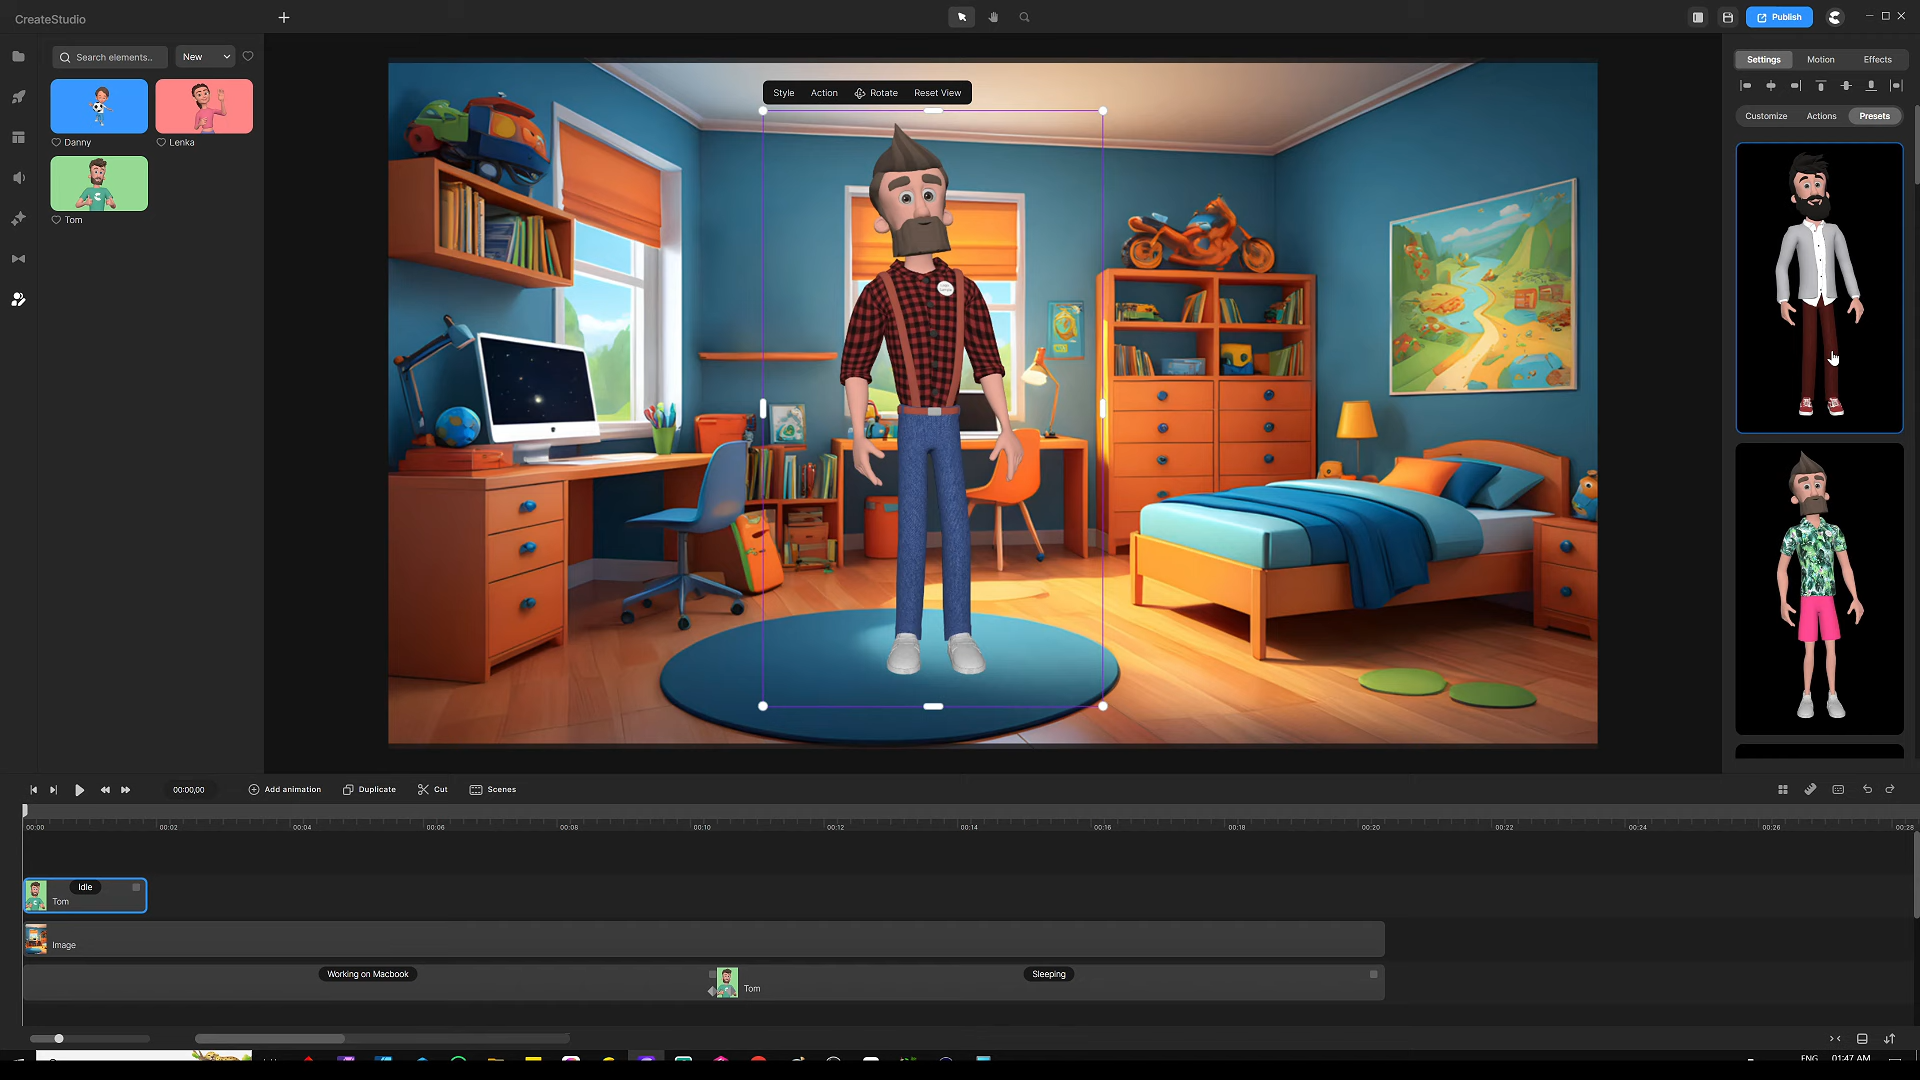 CreateStudio
Publish
Search elements..
New
Settings
Motion
Effects
Danny
Lenka
Tom
Style
Action
Rotate
Reset View
Customize
Actions
Presets
00:00,00
Add animation
Duplicate
Cut
Scenes
00:00
00:02
00:04
00:06
00:08
00:10
00:12
00:14
00:16
00:18
00:20
00:22
00:24
00:26
00:28
Idle
Tom
Image
Working on Macbook
Sleeping
Tom
ENG
01:47 AM